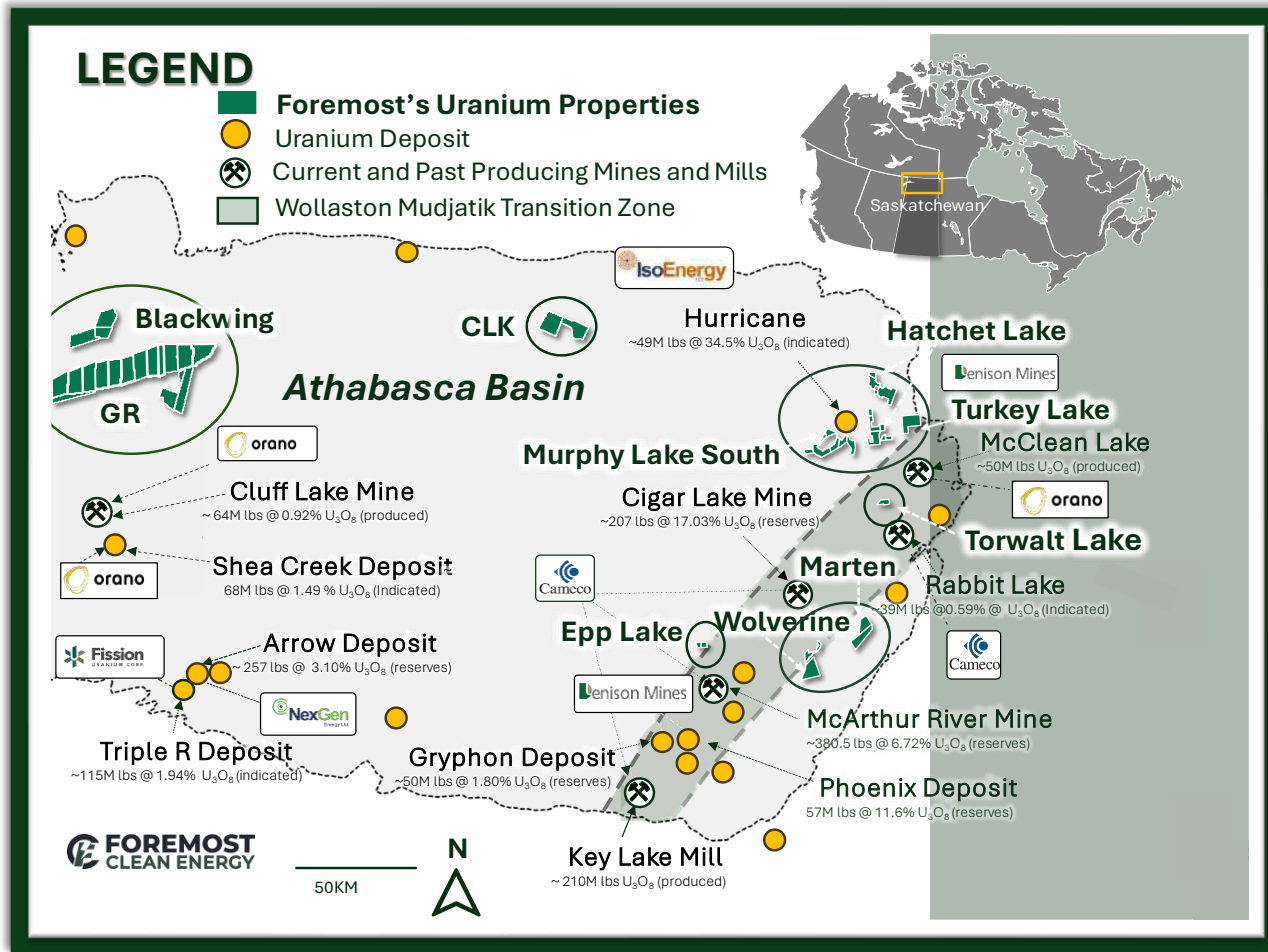 LEGEND
Foremost's Uranium Properties
Uranium Deposit
Current and Past Producing Mines and Mills
Wollaston Mudjatik Transition Zone
Saskatchewan
IsoEnergy
Blackwing
GR
CLK
Athabasca Basin
Hurricane
~49M lbs @ 34.5% U₃O₈ (indicated)
Hatchet Lake
Denison Mines
Turkey Lake
Murphy Lake South
McClean Lake
~50M lbs U₃O₈ (produced)
orano
orano
Cluff Lake Mine
~ 64M lbs @ 0.92% U₃O₈ (produced)
Cigar Lake Mine
~207 lbs @ 17.03% U₃O₈ (reserves)
Torwalt Lake
orano
Shea Creek Deposit
68M lbs @ 1.49 % U₃O₈ (Indicated)
Cameco
Marten
Rabbit Lake
~39M lbs @0.59% @ U₃O₈ (Indicated)
Cameco
Epp Lake
Wolverine
Fission
URANIUM CORP.
Arrow Deposit
~ 257 lbs @ 3.10% U₃O₈ (reserves)
NexGen
Energy Ltd.
Denison Mines
McArthur River Mine
~380.5 lbs @ 6.72% U₃O₈ (reserves)
Triple R Deposit
~115M lbs @ 1.94% U₃O₈ (indicated)
Gryphon Deposit
~50M lbs @ 1.80% U₃O₈ (reserves)
Phoenix Deposit
57M lbs @ 11.6% U₃O₈ (reserves)
Key Lake Mill
~ 210M lbs U₃O₈ (produced)
FOREMOST
CLEAN ENERGY
50KM
N